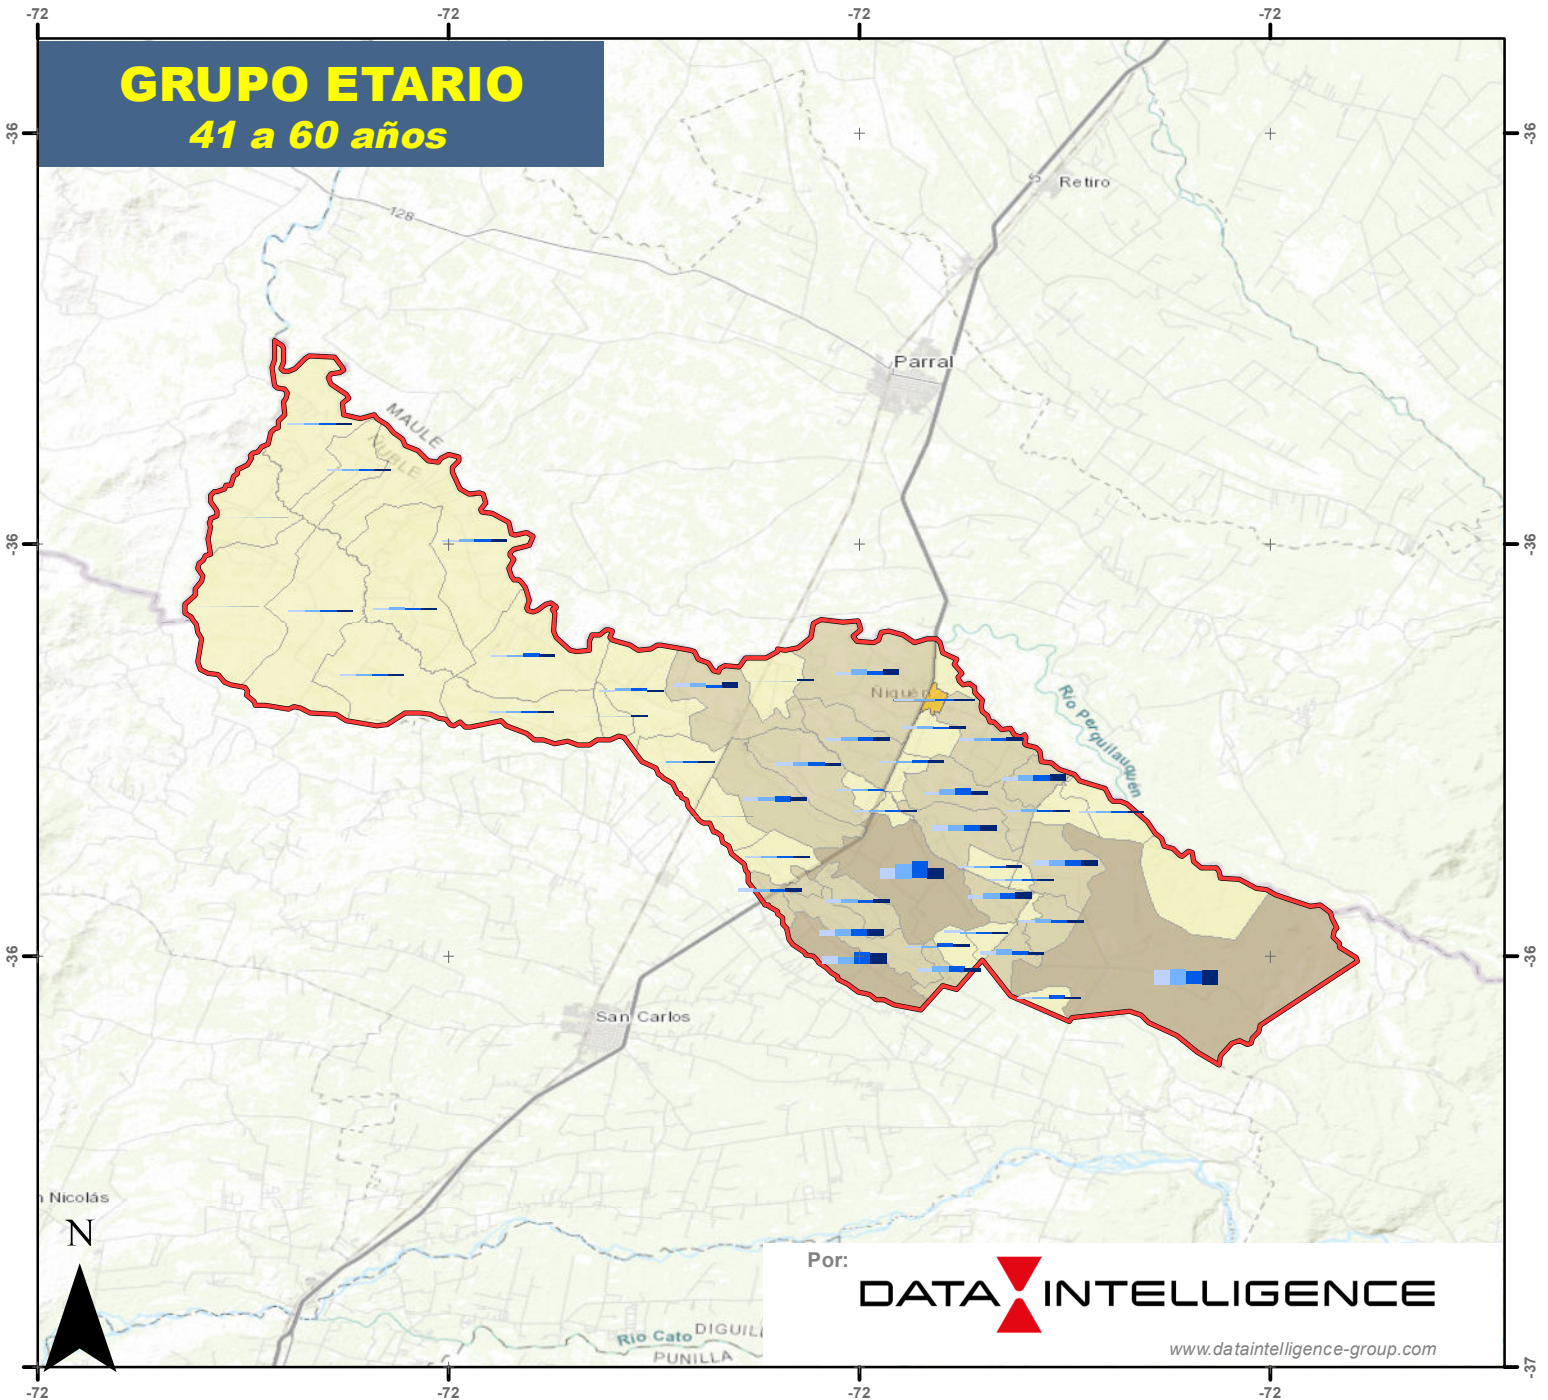 -72 -72 -72 -72
GRUPO ETARIO
41 a 60 años
-36 -36
128
5
Retiro
Parral
MAULE
ÑUBLE
-36 -36
Río Perquilauquén
-36 -36
San Carlos
Nicolás
N
Por:
DATA INTELLIGENCE
www.dataintelligence-group.com
Río Cato
PUNILLA
-37
-72 -72 -72 -72